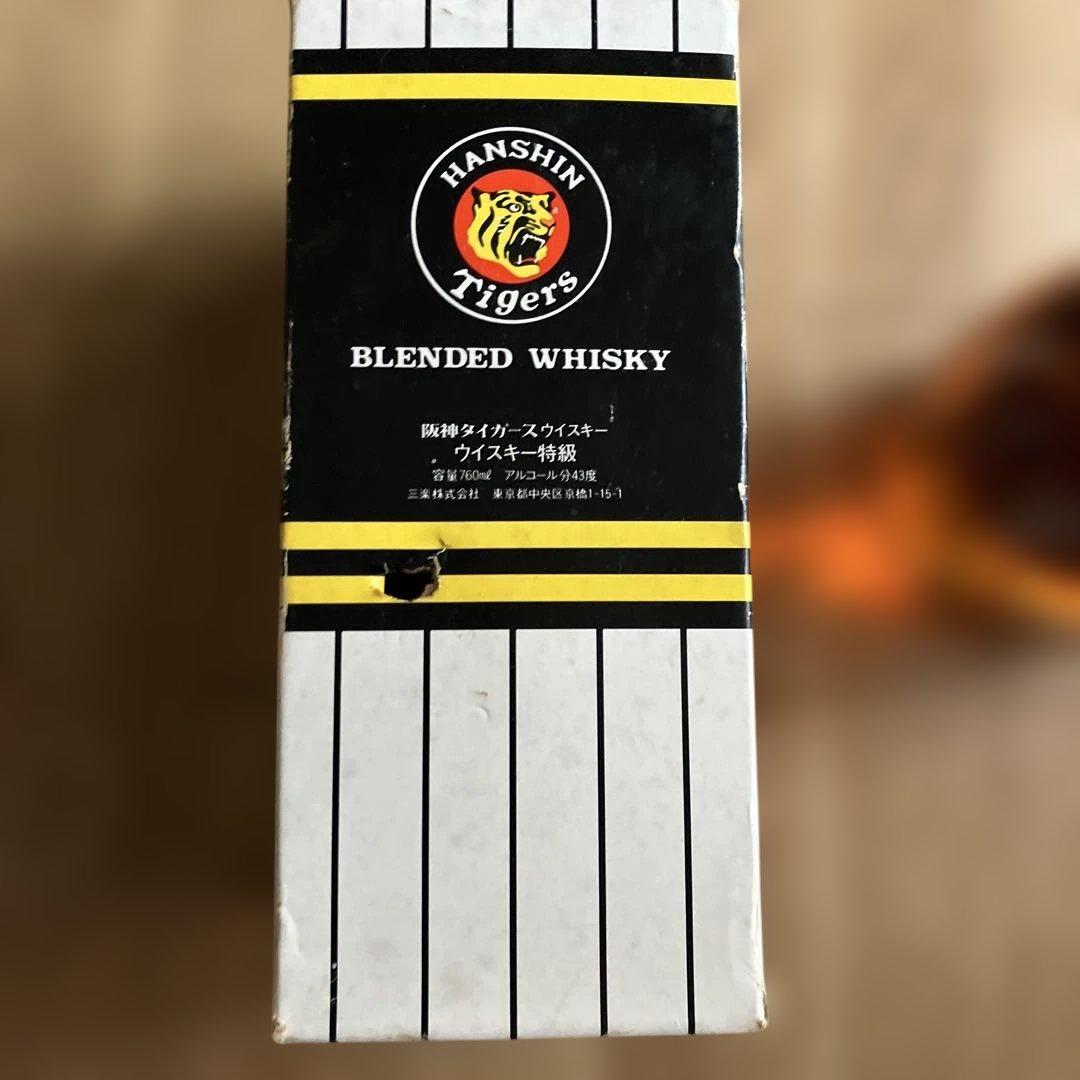 HANSHIN
Tigers
BLENDED WHISKY
阪神タイガースウイスキー
ウイスキー特級
容量760ml アルコール分43度
三楽株式会社 東京都中央区京橋1-15-1